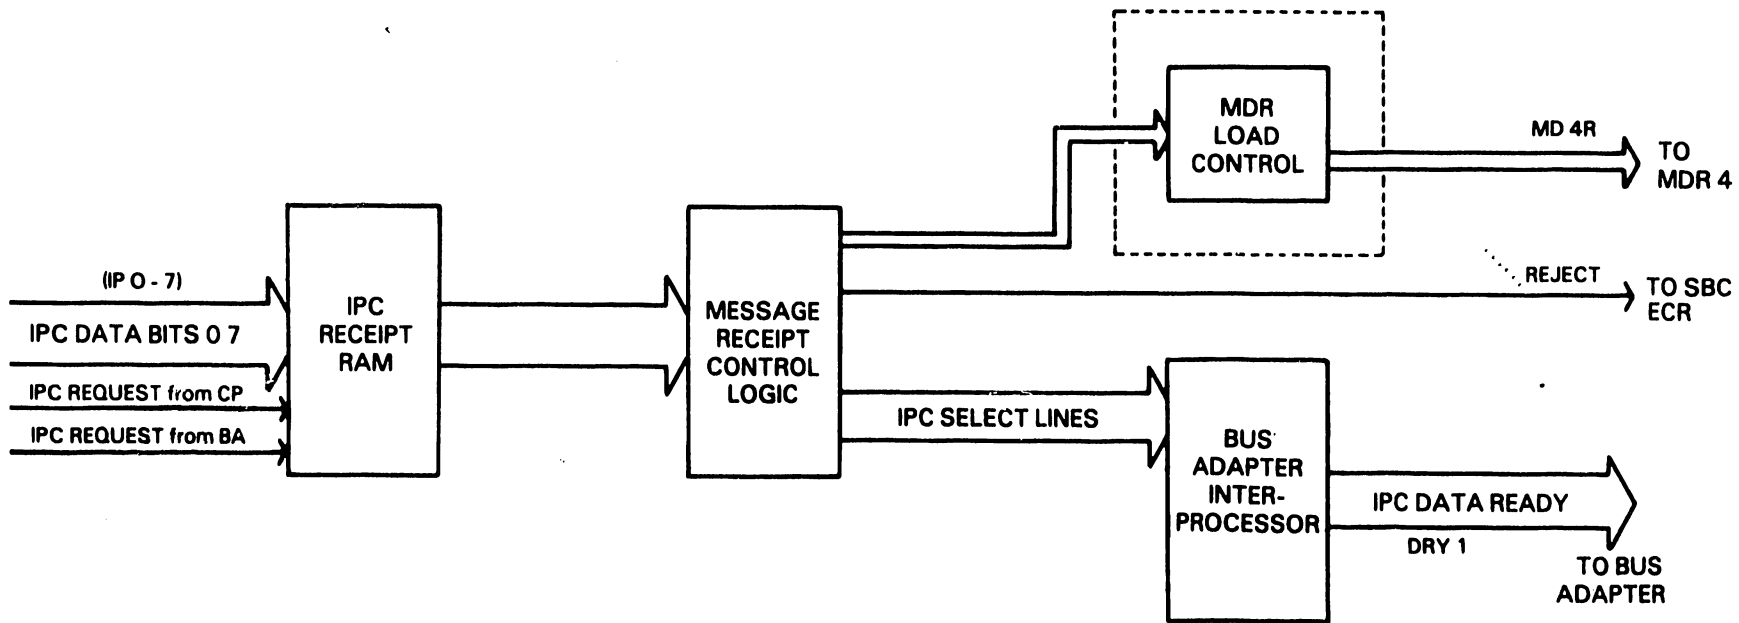 MDR
LOAD
CONTROL
MD 4R
TO
MDR 4
(IP 0 - 7)
IPC DATA BITS 0 7
IPC REQUEST from CP
IPC REQUEST from BA
IPC
RECEIPT
RAM
MESSAGE
RECEIPT
CONTROL
LOGIC
REJECT
TO SBC
ECR
IPC SELECT LINES
BUS
ADAPTER
INTER-
PROCESSOR
IPC DATA READY
DRY 1
TO BUS
ADAPTER